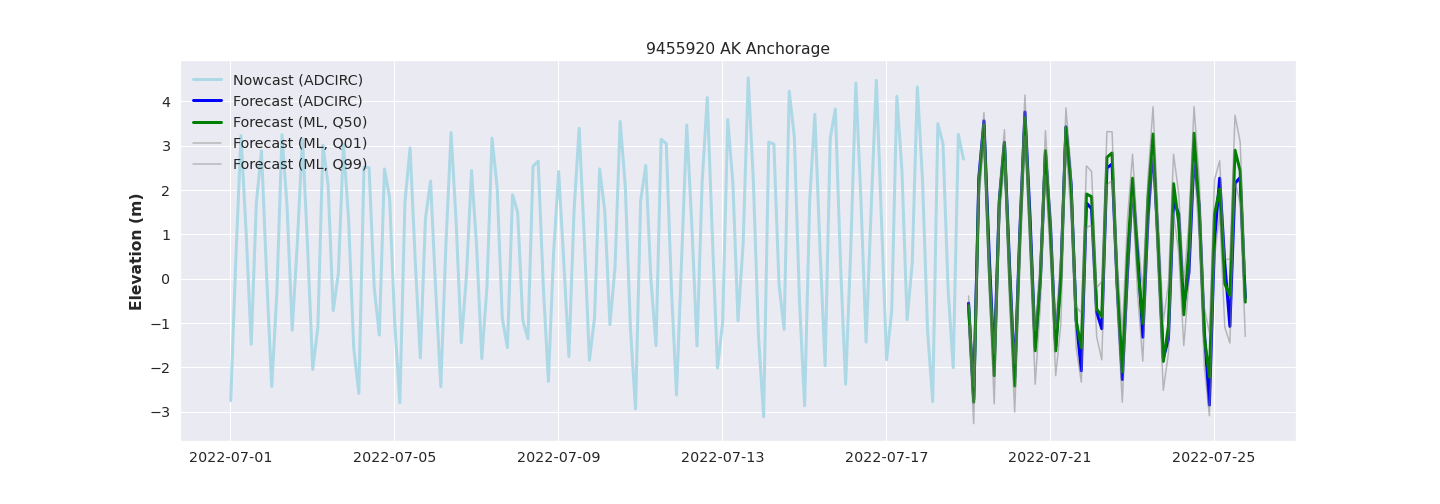 9455920 AK Anchorage
Nowcast (ADCIRC)
Forecast (ADCIRC)
Forecast (ML, Q50)
Forecast (ML, Q01)
Forecast (ML, Q99)
Elevation (m)
4
3
2
1
0
−1
−2
−3
2022-07-01
2022-07-05
2022-07-09
2022-07-13
2022-07-17
2022-07-21
2022-07-25